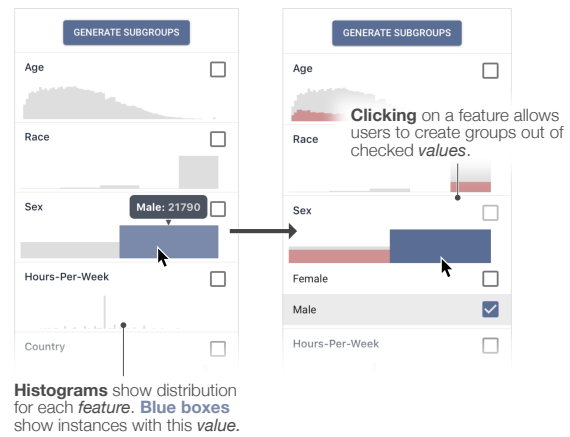 GENERATE SUBGROUPS
Age
Race
Sex
Male: 21790
Hours-Per-Week
Country
Histograms show distribution
for each feature. Blue boxes
show instances with this value.
GENERATE SUBGROUPS
Age
Clicking on a feature allows
users to create groups out of
checked values.
Race
Sex
Female
Male
Hours-Per-Week